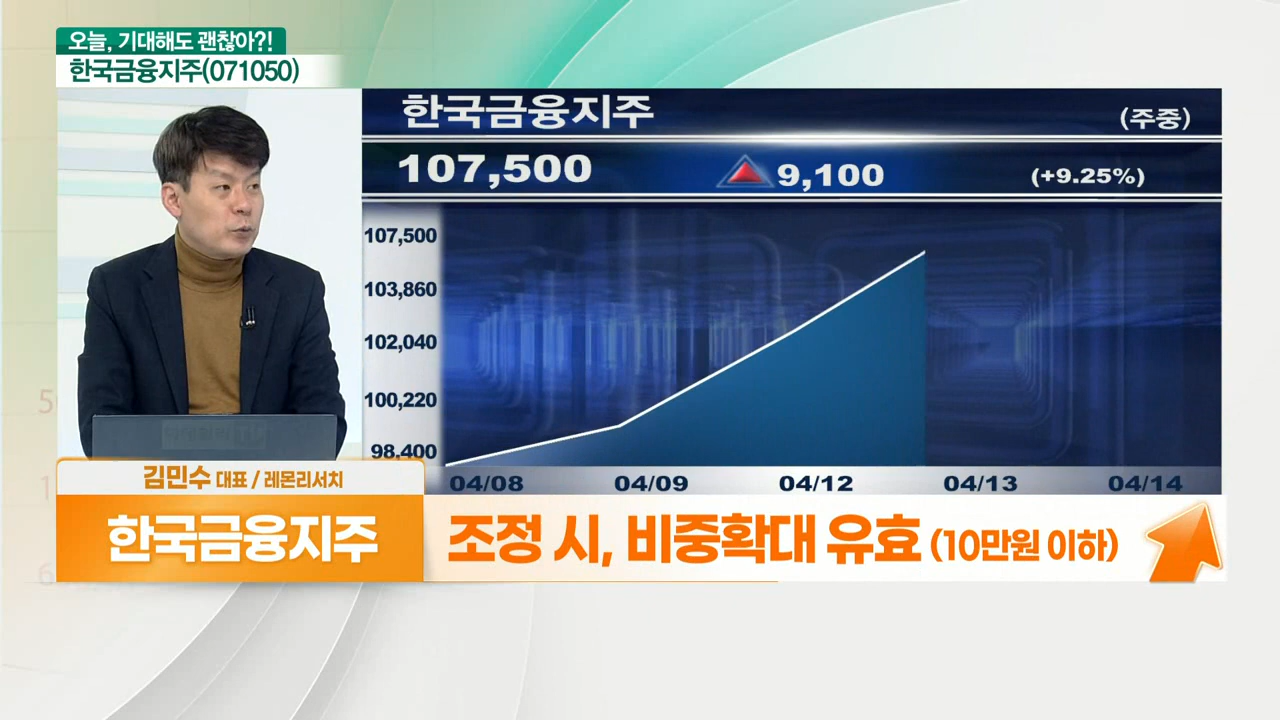 오늘, 기대해도 괜찮아?!
한국금융지주(071050)
한국금융지주 (주중)
107,500 9,100 (+9.25%)
107,500
103,860
102,040
100,220
98,400
04/08 04/09 04/12 04/13 04/14
김민수 대표 / 레몬리서치
한국금융지주
조정 시, 비중확대 유효 (10만원 이하)